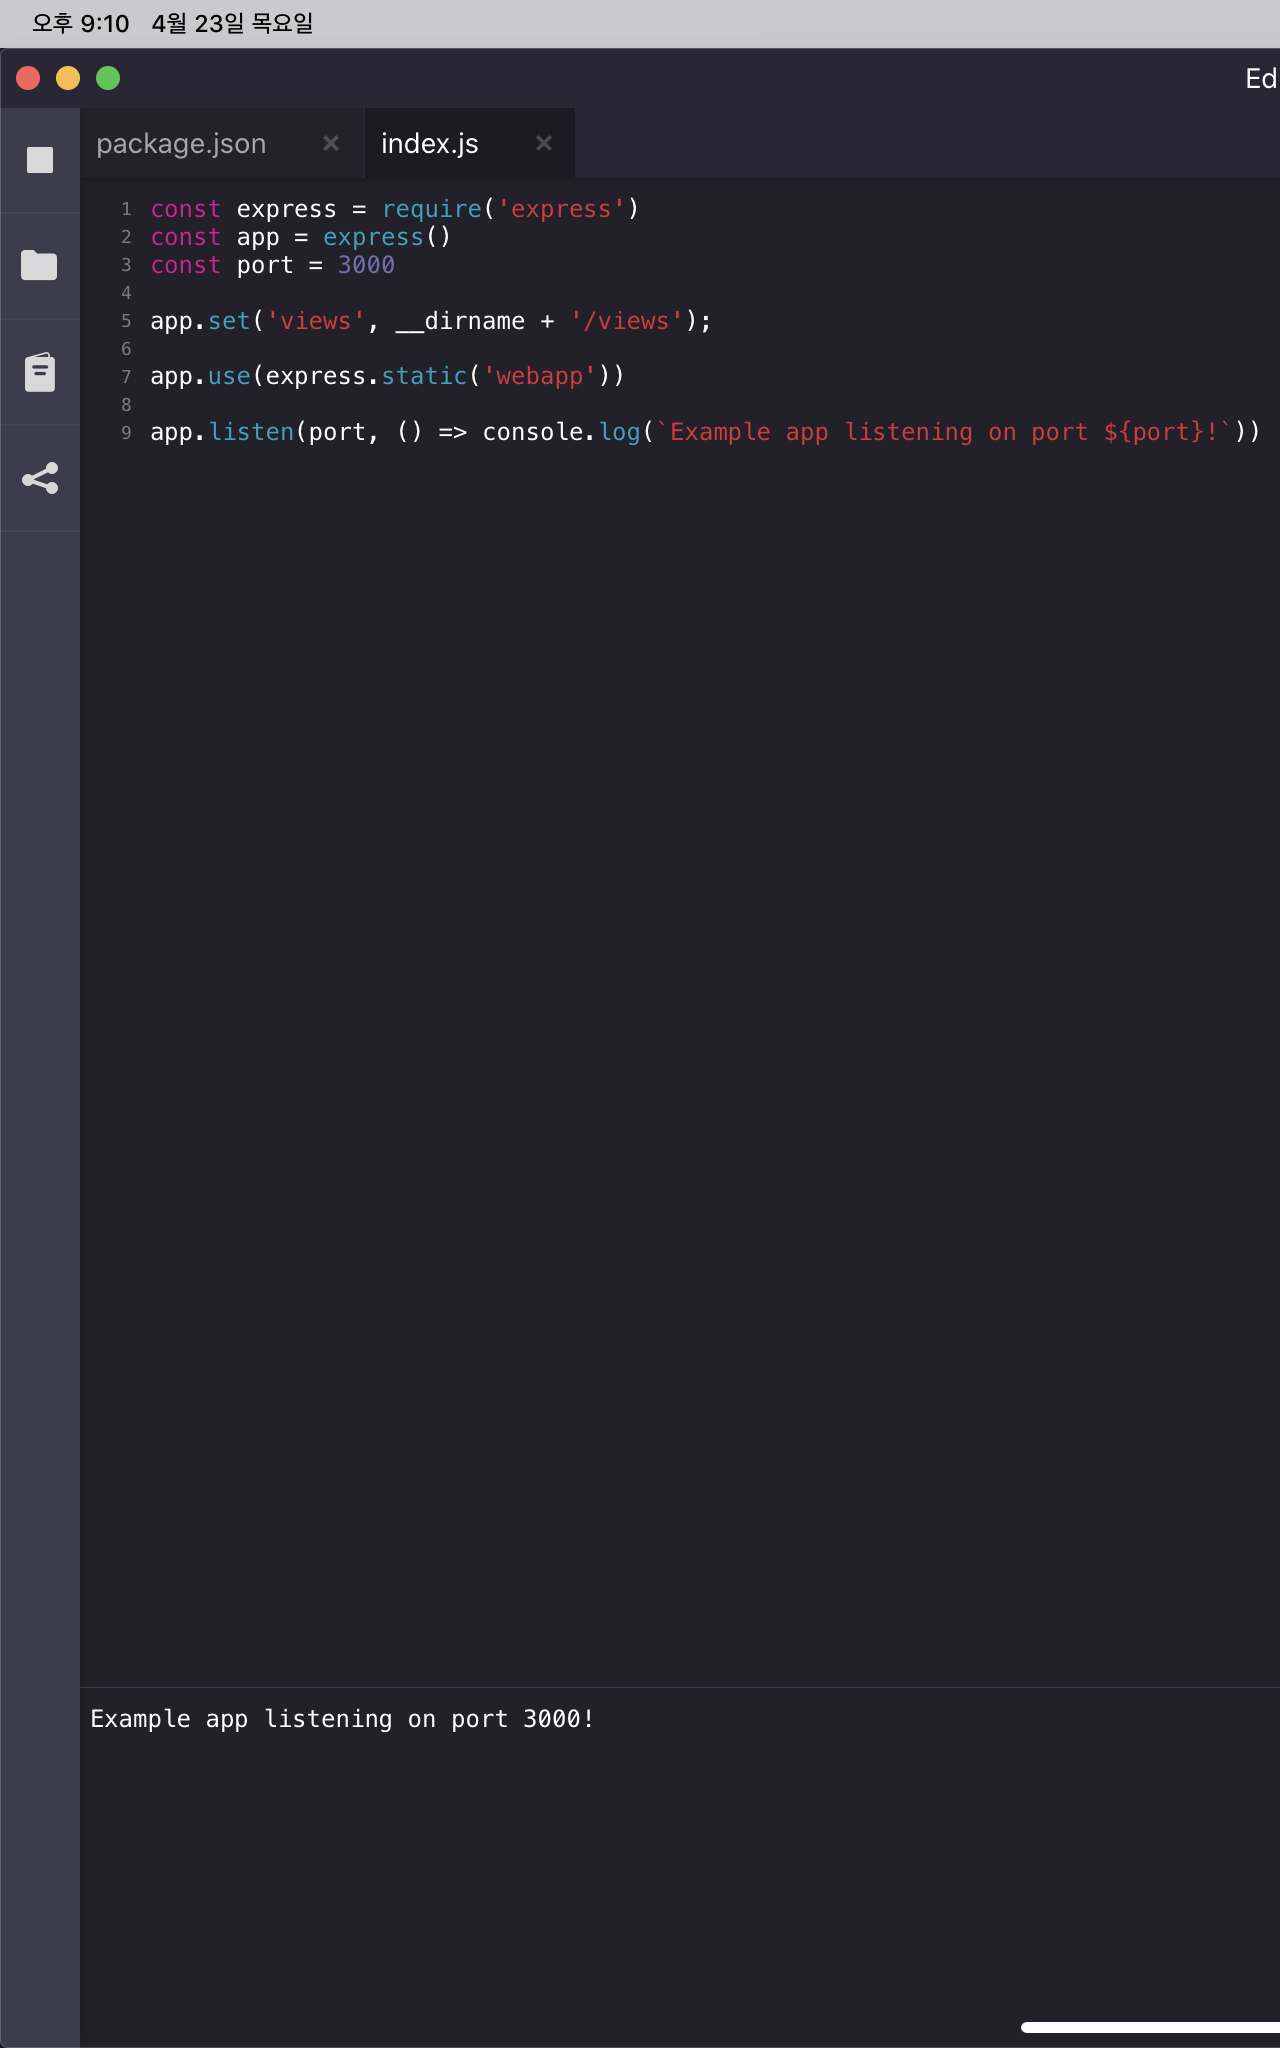 오후 9:10 4월 23일 목요일
Ed
package.json × index.js ×
1 const express = require('express')
2 const app = express()
3 const port = 3000
4
5 app.set('views', __dirname + '/views');
6
7 app.use(express.static('webapp'))
8
9 app.listen(port, () => console.log(`Example app listening on port ${port}!`))
Example app listening on port 3000!